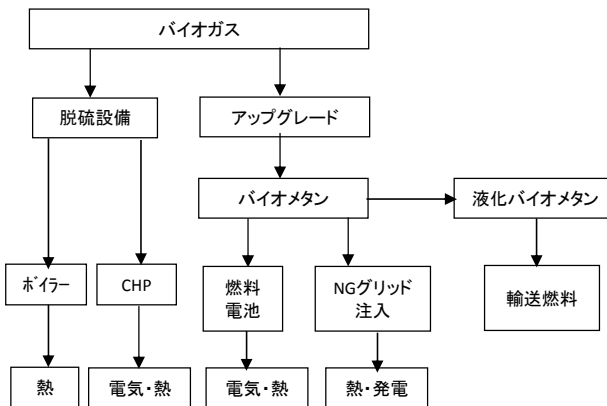 バイオガス
脱硫設備
アップグレード
バイオメタン
液化バイオメタン
ﾎﾞｲﾗｰ
CHP
燃料
電池
NGグリッド
注入
輸送燃料
熱
電気・熱
電気・熱
熱・発電